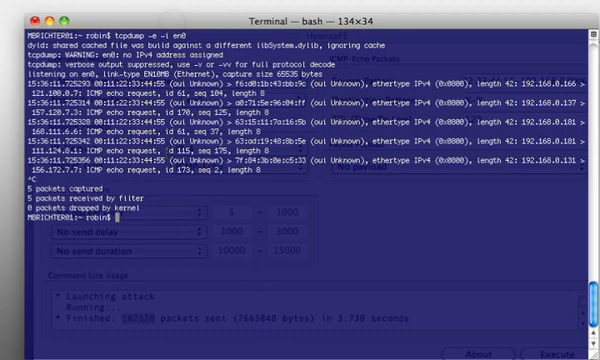 Terminal — bash — 134×34
MBRICHTER01:~ robin$ tcpdump -e -i en0
dyld: shared cache file was build against a different libSystem.dylib, ignoring cache
tcpdump: WARNING: en0: no IPv4 address assigned
tcpdump: verbose output suppressed, use -v or -vv for full protocol decode
listening on en0, link-type EN10MB (Ethernet), capture size 65535 bytes
15:36:11.725293 00:11:22:33:44:55 (oui Unknown) > f6:d0:1b:43:bb:9c (oui Unknown), ethertype IPv4 (0x0800), length 42: 192.168.0.166 >
121.100.0.7: ICMP echo request, id 61, seq 104, length 8
15:36:11.725314 00:11:22:33:44:55 (oui Unknown) > a0:71:5e:96:04:ff (oui Unknown), ethertype IPv4 (0x0800), length 42: 192.168.0.137 >
157.120.7.3: ICMP echo request, id 170, seq 125, length 8
15:36:11.725328 00:11:22:33:44:55 (oui Unknown) > 63:15:11:7a:16:5b (oui Unknown), ethertype IPv4 (0x0800), length 42: 192.168.0.181 >
168.111.6.6: ICMP echo request, id 51, seq 37, length 8
15:36:11.725342 00:11:22:33:44:55 (oui Unknown) > 63:ad:19:48:8b:5e (oui Unknown), ethertype IPv4 (0x0800), length 42: 192.168.0.181 >
111.124.8.1: ICMP echo request, id 115, seq 175, length 8
15:36:11.725356 00:11:22:33:44:55 (oui Unknown) > 7f:84:3b:0e:c5:33 (oui Unknown), ethertype IPv4 (0x0800), length 42: 192.168.0.131 >
156.172.7.7: ICMP echo request, id 173, seq 2, length 8
^C
5 packets captured
5 packets received by filter
0 packets dropped by kernel
MBRICHTER01:~ robin$
5 - 1000
No send delay 1000 - 3000
No send duration 10000 - 15000
Command Line Usage
* Launching attack
Running...
* Finished: 182520 packets sent (7665840 bytes) in 3.730 seconds
About Execute